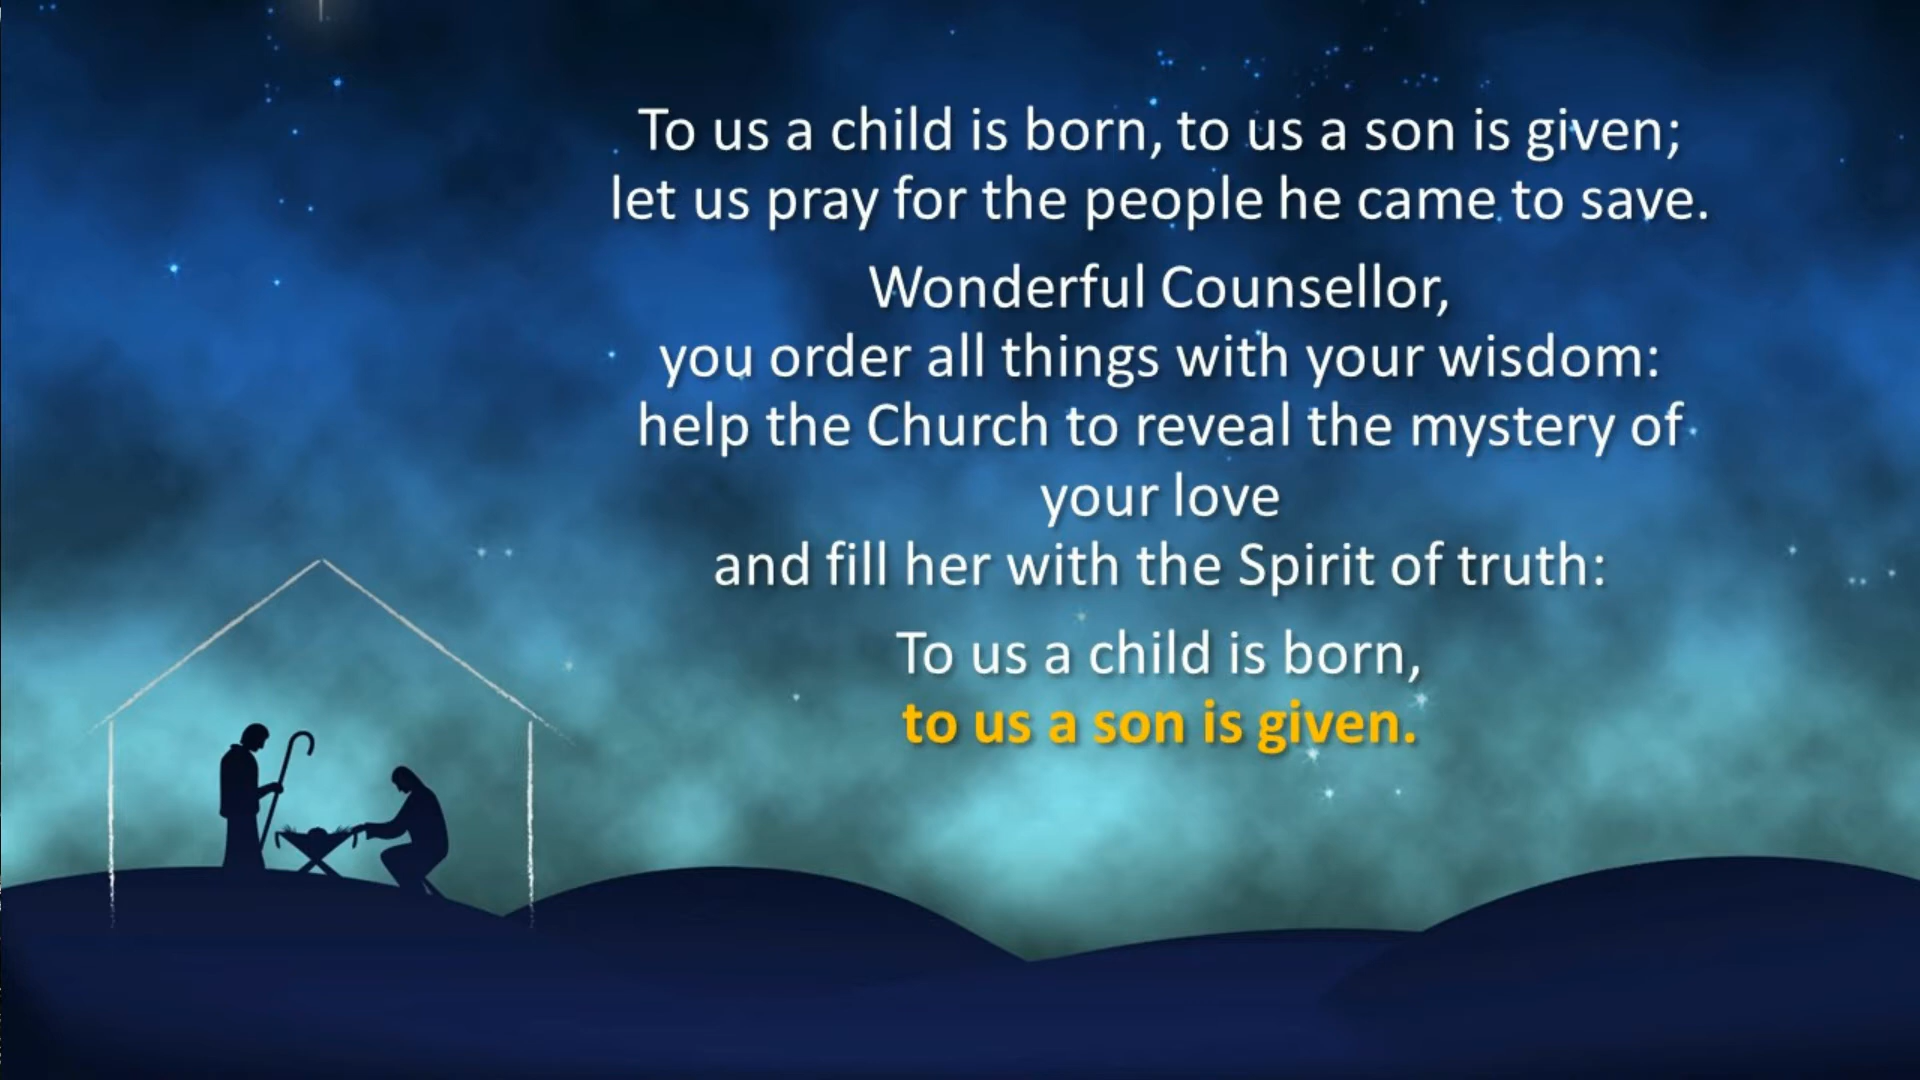 To us a child is born, to us a son is given;
let us pray for the people he came to save.
Wonderful Counsellor,
you order all things with your wisdom:
help the Church to reveal the mystery of
your love
and fill her with the Spirit of truth:
To us a child is born,
to us a son is given.